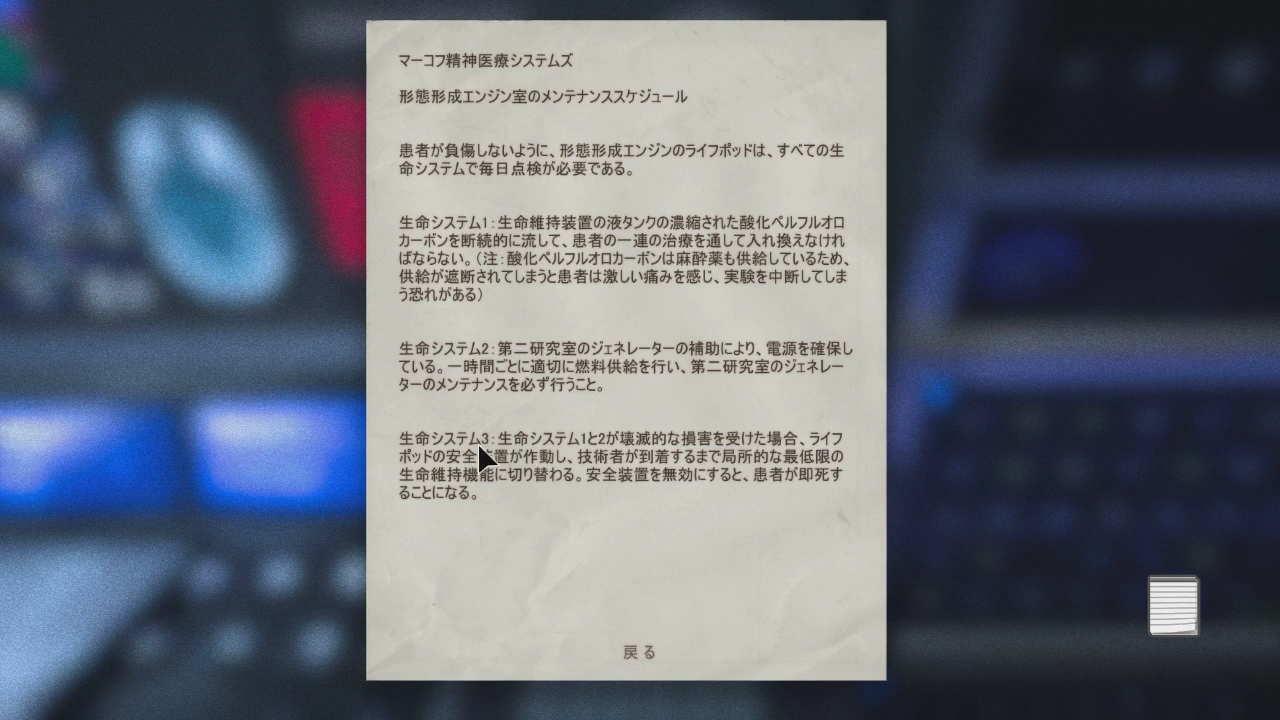 マーコフ精神医療システムズ
形態形成エンジン室のメンテナンススケジュール
患者が負傷しないように、形態形成エンジンのライフポッドは、すべての生
命システムで毎日点検が必要である。
生命システム1：生命維持装置の液タンクの濃縮された酸化ペルフルオロ
カーボンを断続的に流して、患者の一連の治療を通して入れ換えなけれ
ばならない。（注：酸化ペルフルオロカーボンは麻酔薬も供給しているため、
供給が遮断されてしまうと患者は激しい痛みを感じ、実験を中断してしま
う恐れがある）
生命システム2：第二研究室のジェネレーターの補助により、電源を確保し
ている。一時間ごとに適切に燃料供給を行い、第二研究室のジェネレー
ターのメンテナンスを必ず行うこと。
生命システム3：生命システム1と2が壊滅的な損害を受けた場合、ライフ
ポッドの安全装置が作動し、技術者が到着するまで局所的な最低限の
生命維持機能に切り替わる。安全装置を無効にすると、患者が即死す
ることになる。
戻る